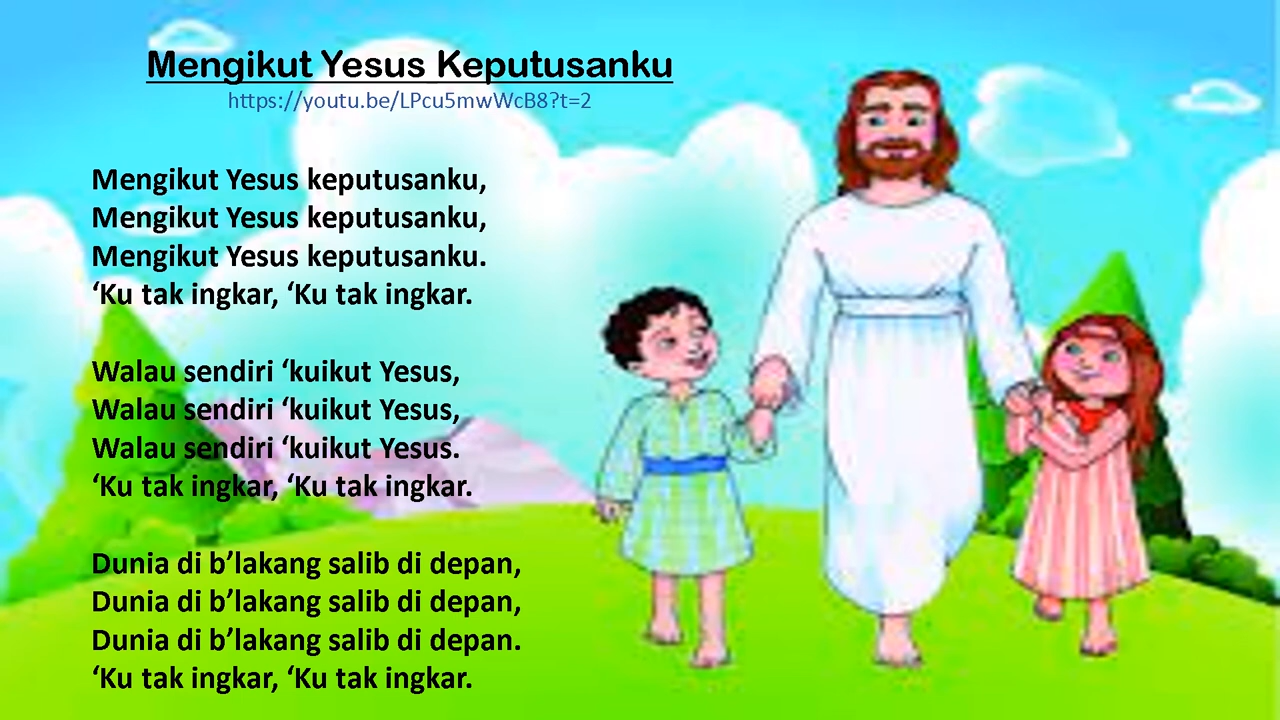 Mengikut Yesus Keputusanku
https://youtu.be/LPcu5mwWcB8?t=2
Mengikut Yesus keputusanku,
Mengikut Yesus keputusanku,
Mengikut Yesus keputusanku.
‘Ku tak ingkar, ‘Ku tak ingkar.
Walau sendiri ‘kuikut Yesus,
Walau sendiri ‘kuikut Yesus,
Walau sendiri ‘kuikut Yesus.
‘Ku tak ingkar, ‘Ku tak ingkar.
Dunia di b’lakang salib di depan,
Dunia di b’lakang salib di depan,
Dunia di b’lakang salib di depan.
‘Ku tak ingkar, ‘Ku tak ingkar.